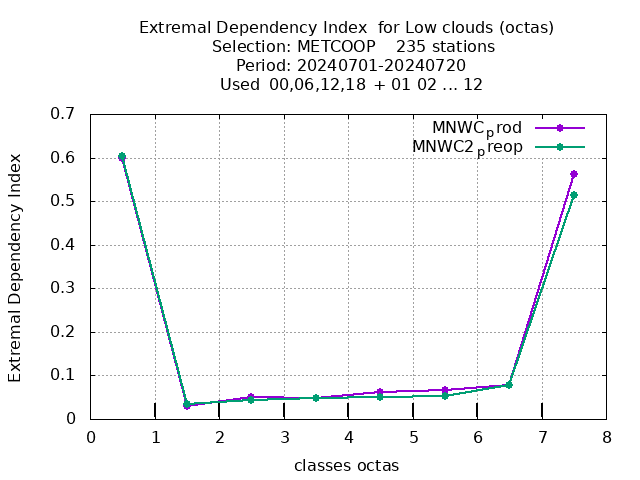 Extremal Dependency Index  for Low clouds (octas)
Selection: METCOOP    235 stations
Period: 20240701-20240720
Used  00,06,12,18  + 01 02 ... 12
MNWC_prod
MNWC2_preop
Extremal Dependency Index
0.7
0.6
0.5
0.4
0.3
0.2
0.1
0
0 1 2 3 4 5 6 7 8
classes octas